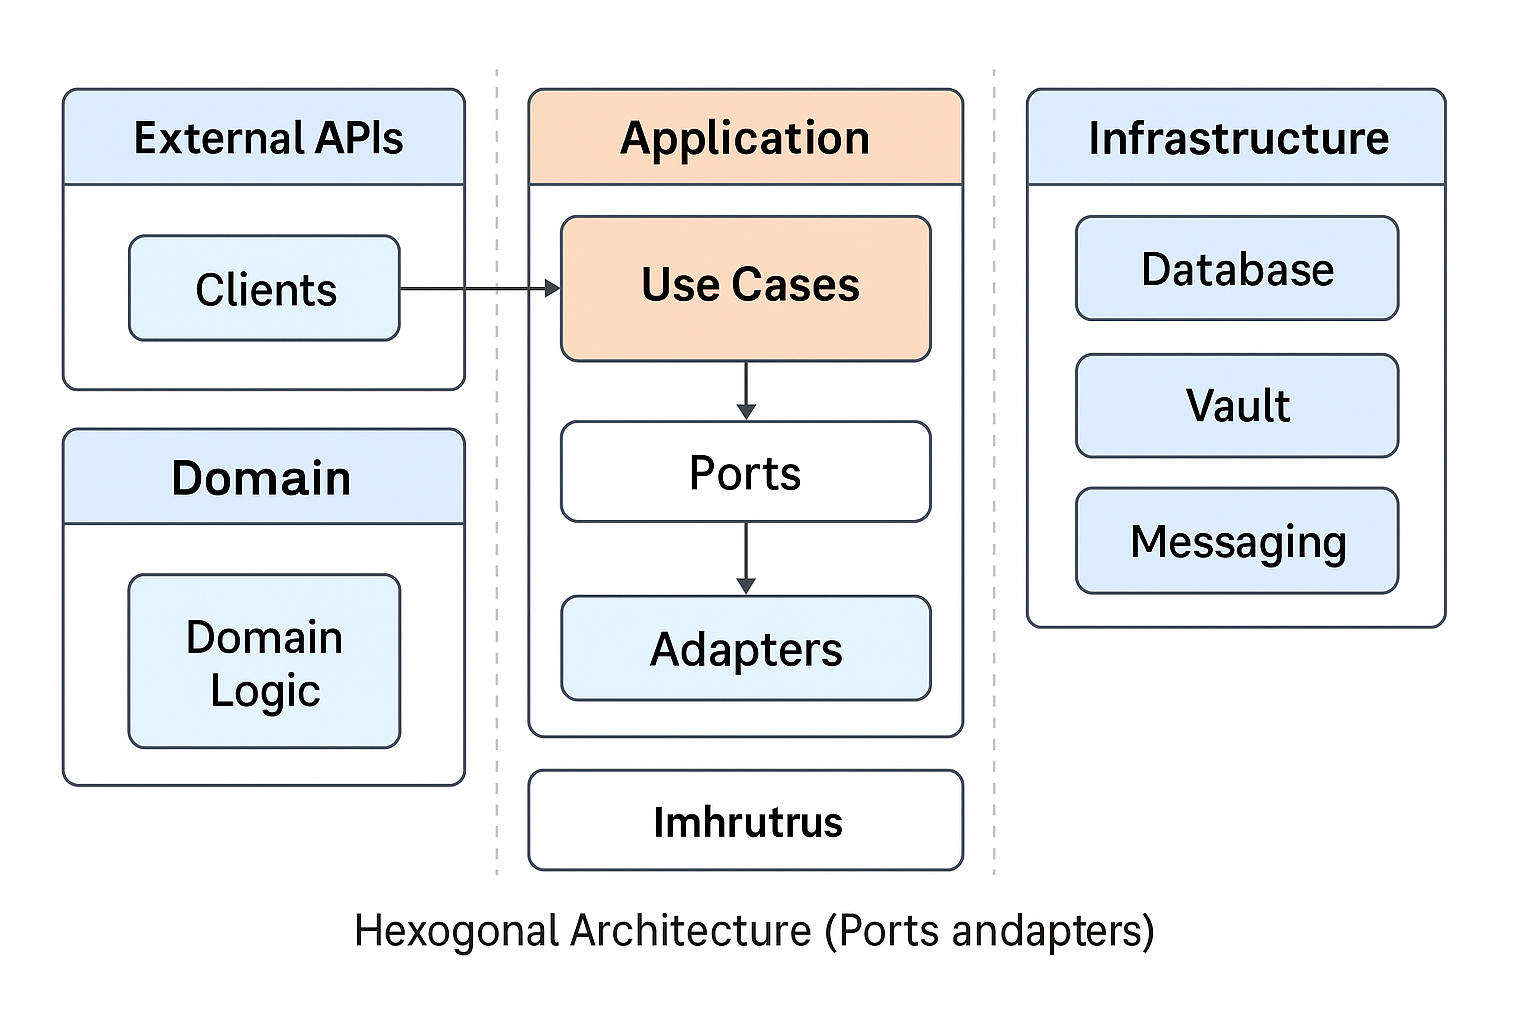 External APIs
Clients
Domain
Domain
Logic
Application
Use Cases
Ports
Adapters
Imhrutrus
Infrastructure
Database
Vault
Messaging
Hexogonal Architecture (Ports andapters)